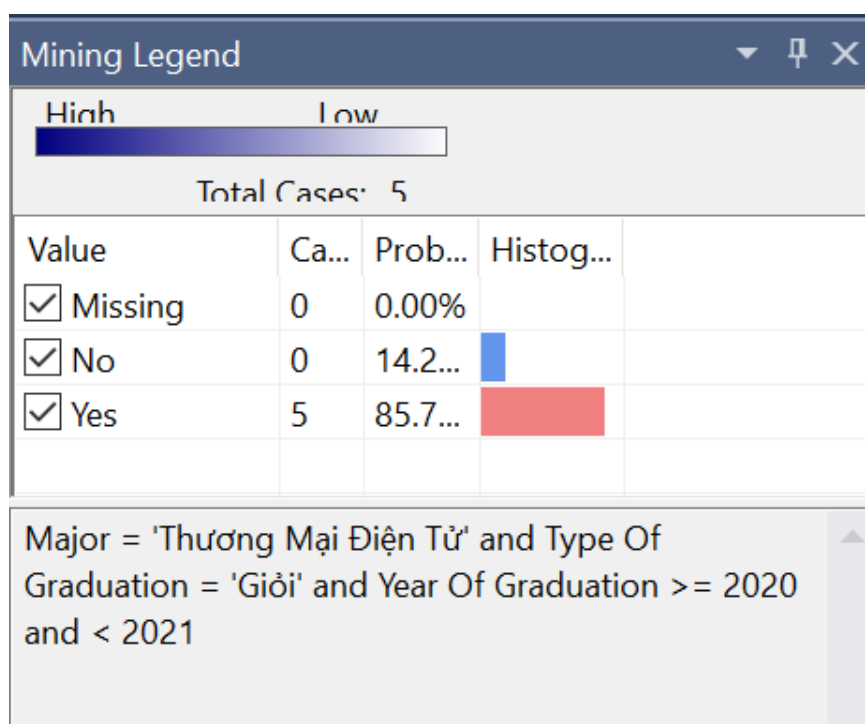 Mining Legend
High Low
Total Cases: 5
Value Ca... Prob... Histog...
Missing 0 0.00%
No 0 14.2...
Yes 5 85.7...
Major = 'Thương Mại Điện Tử' and Type Of
Graduation = 'Giỏi' and Year Of Graduation >= 2020
and < 2021